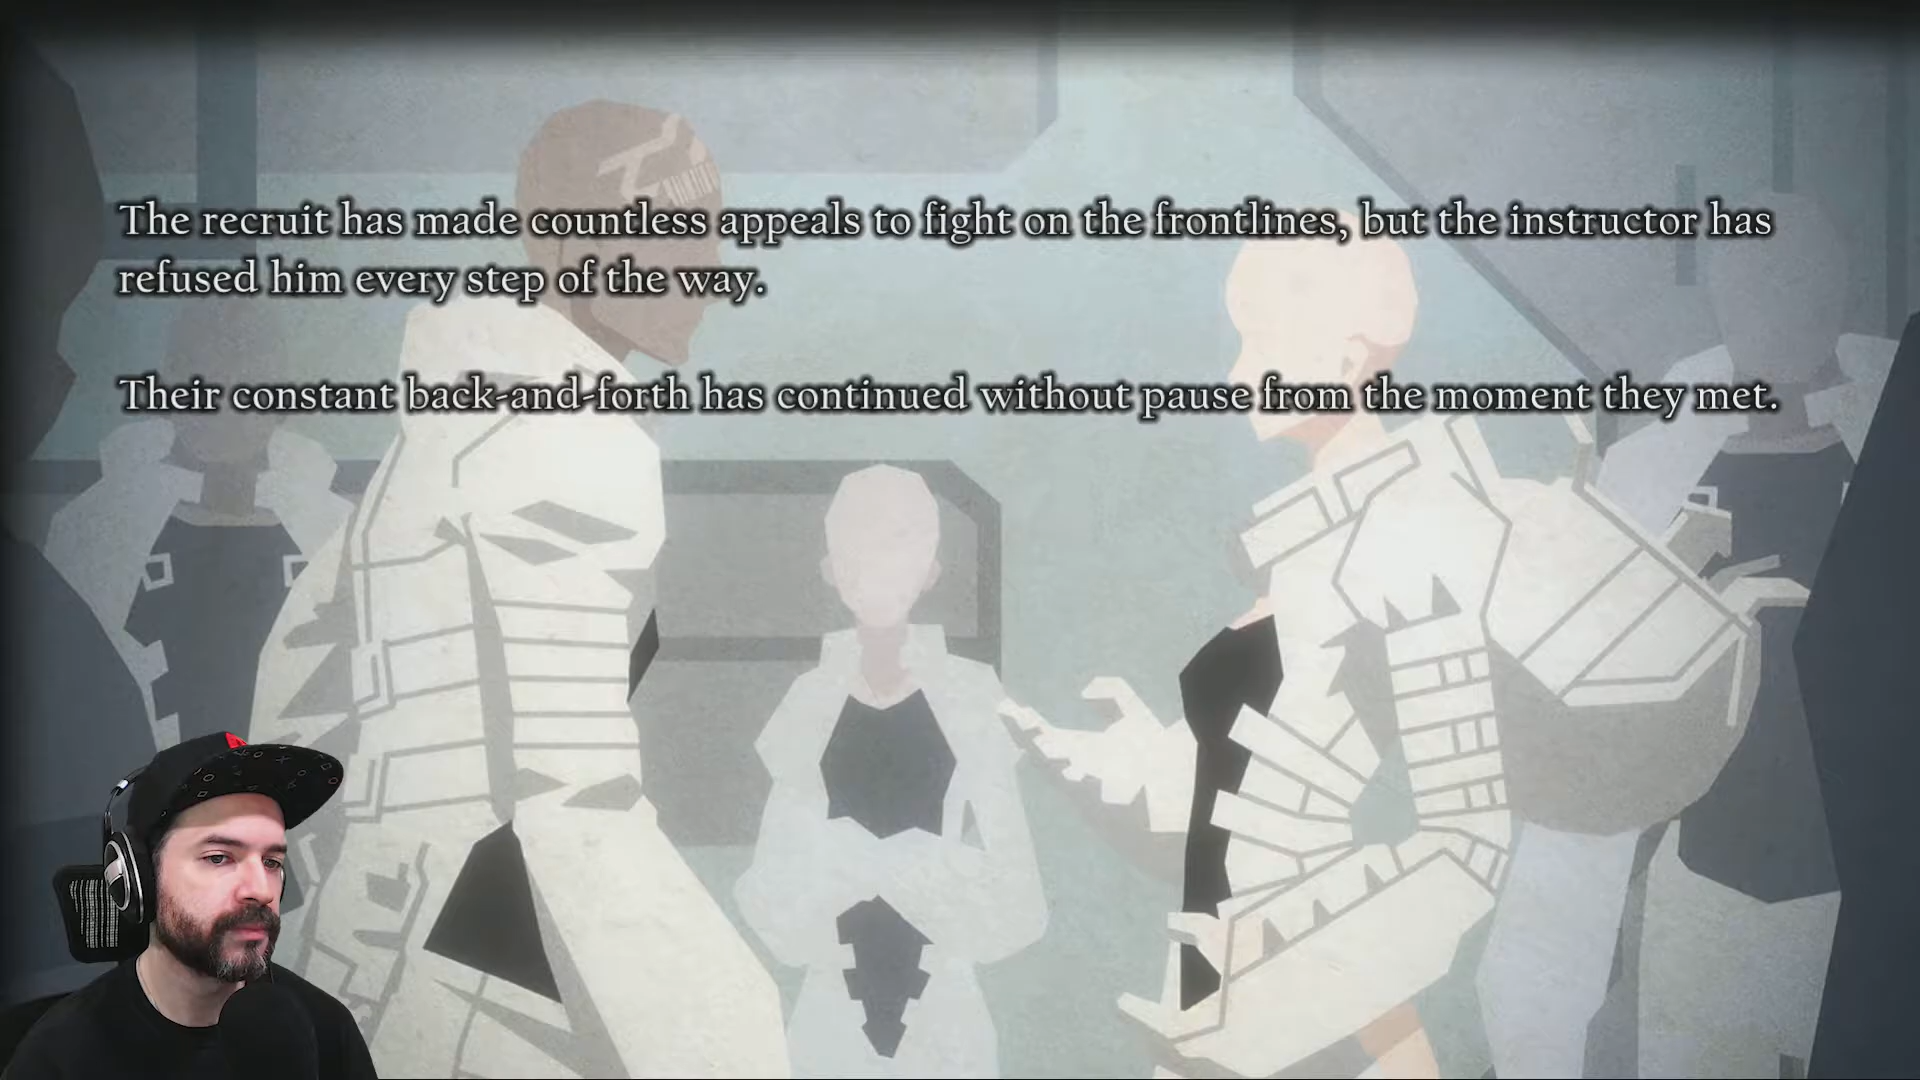 The recruit has made countless appeals to fight on the frontlines, but the instructor has
refused him every step of the way.
Their constant back-and-forth has continued without pause from the moment they met.